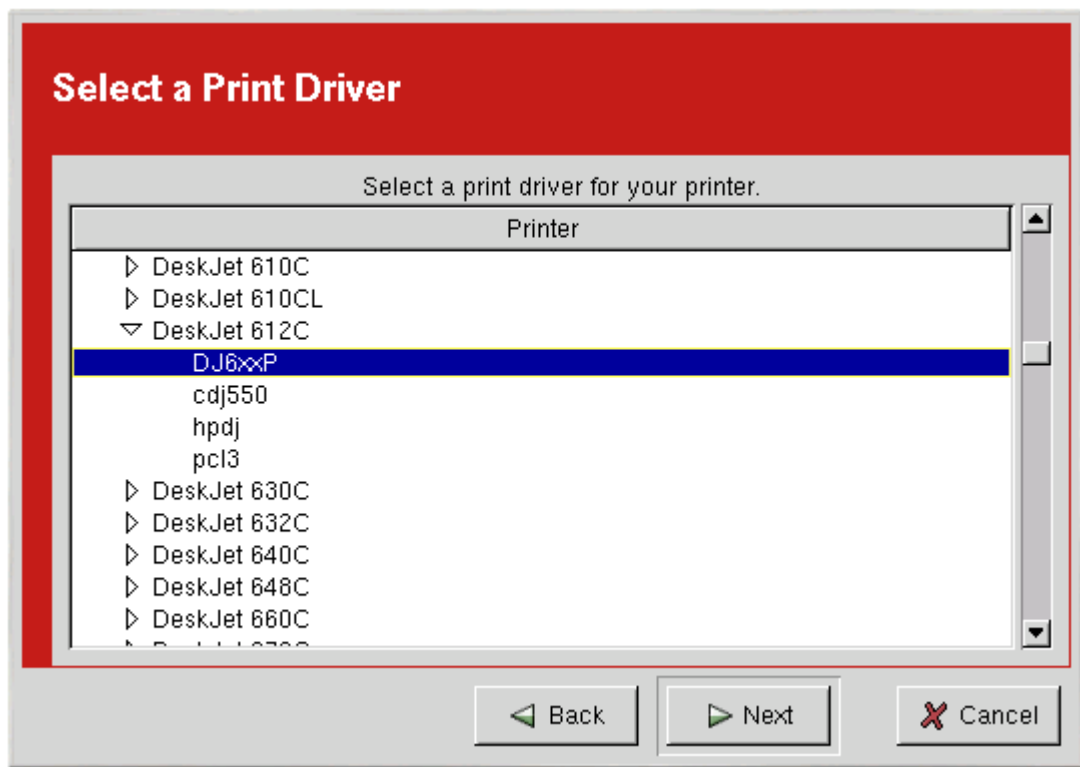 Select a Print Driver
Select a print driver for your printer.
Printer
DeskJet 610C
DeskJet 610CL
DeskJet 612C
DJ6xxP
cdj550
hpdj
pcl3
DeskJet 630C
DeskJet 632C
DeskJet 640C
DeskJet 648C
DeskJet 660C
Back
Next
Cancel